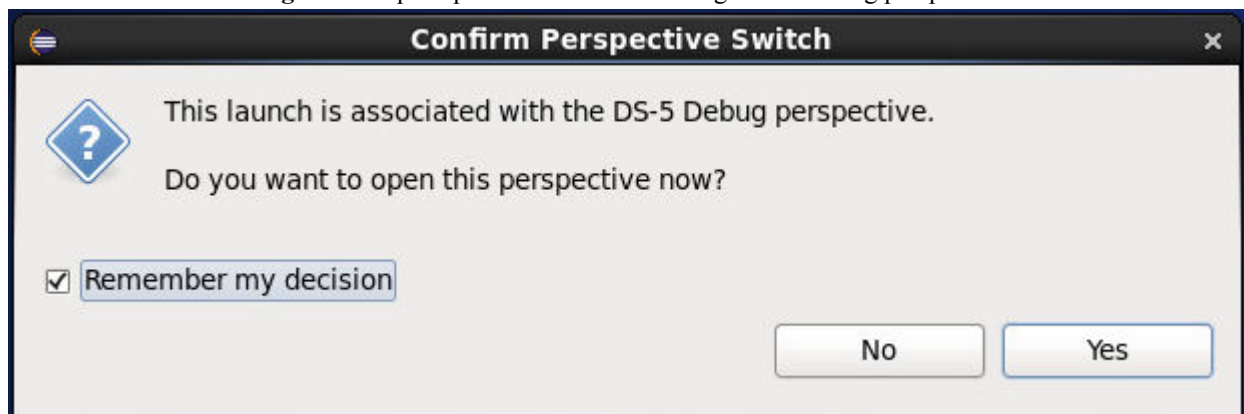 Confirm Perspective Switch
This launch is associated with the DS-5 Debug perspective.
Do you want to open this perspective now?
Remember my decision
No
Yes